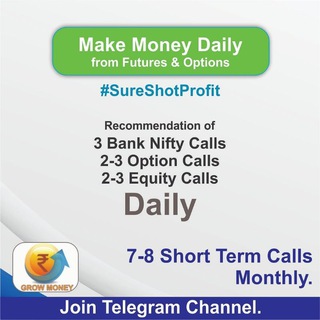 Make Money Daily
from Futures & Options
#SureShotProfit
Recommendation of
3 Bank Nifty Calls
2-3 Option Calls
2-3 Equity Calls
Daily
₹
GROW MONEY
7-8 Short Term Calls
Monthly.
Join Telegram Channel.